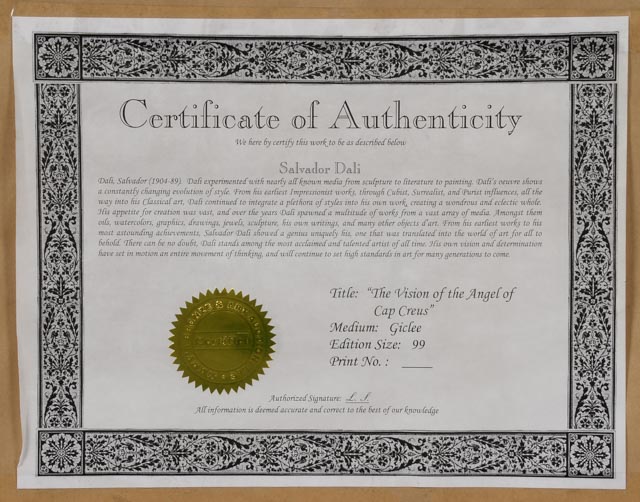 Certificate of Authenticity
We here by certify this work to be as described below
Salvador Dali
Dali, Salvador (1904-89). Dali experimented with nearly all known media from sculpture to literature to painting. Dali's oeuvre shows
a constantly changing evolution of style. From his earliest Impressionist works, through Cubist, Surrealist, and Purist influences, all the
way into his Classical art, Dali continued to integrate a plethora of styles into his own work, creating a wondrous and eclectic whole.
His appetite for creation was vast, and over the years Dali spawned a multitude of works from a vast array of media. Amongst them
oils, watercolors, graphics, drawings, jewels, sculpture, his own writings, and many other objects d'art. From his earliest works to his
most astounding achievements, Salvador Dali showed a genius uniquely his, one that was translated into the world of art for all to
behold. There can be no doubt, Dali stands among the most acclaimed and talented artist of all time. His own vision and determination
have set in motion an entire movement of thinking, and will continue to set high standards in art for many generations to come.
Title: "The Vision of the Angel of
Cap Creus"
Medium: Giclee
Edition Size: 99
Print No. : ____
Authorized Signature: L. S.
All information is deemed accurate and correct to the best of our knowledge